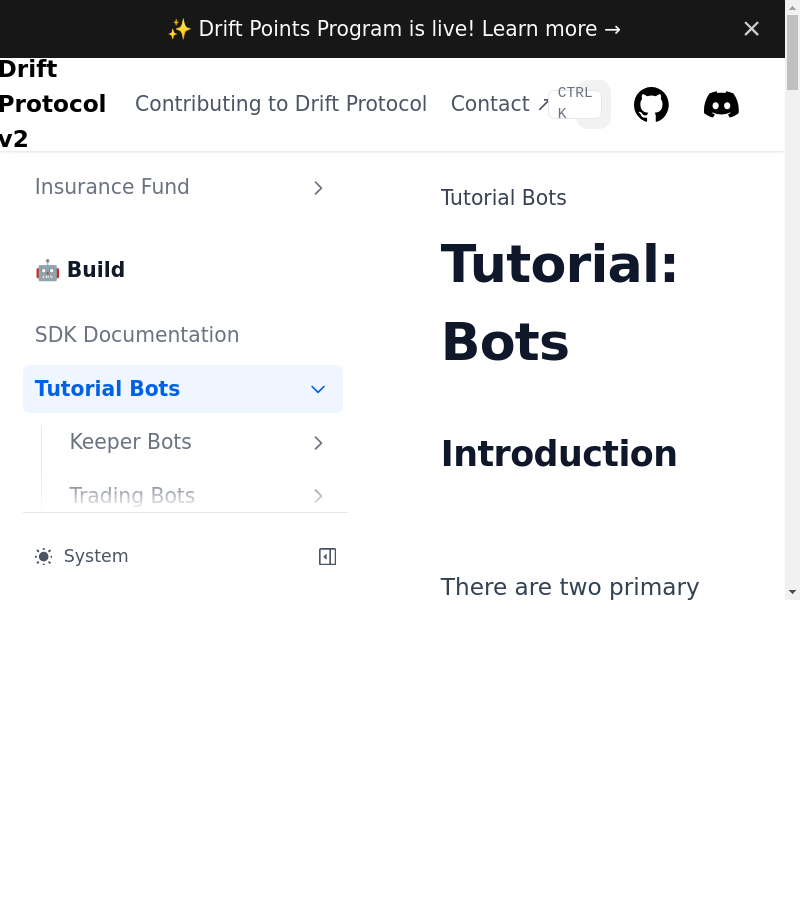 ✨ Drift Points Program is live! Learn more →
Drift
Protocol
v2
Contributing to Drift Protocol
Contact ↗
CTRL
K
Insurance Fund
🤖 Build
SDK Documentation
Tutorial Bots
Keeper Bots
Trading Bots
System
Tutorial Bots
Tutorial:
Bots
Introduction
There are two primary